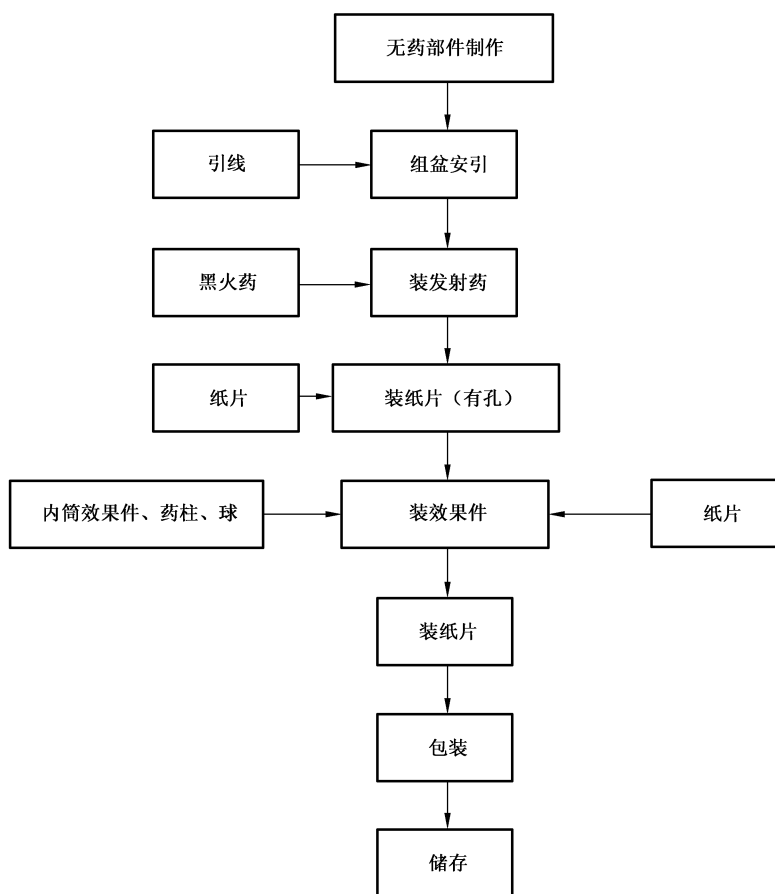 无药部件制作
引线
组盆安引
黑火药
装发射药
纸片
装纸片（有孔）
内筒效果件、药柱、球
装效果件
纸片
装纸片
包装
储存